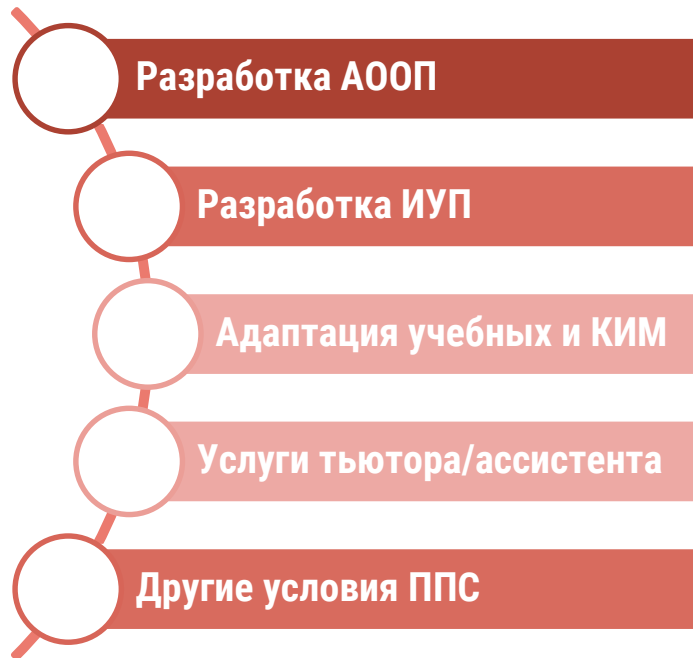 Разработка АООП
Разработка ИУП
Адаптация учебных и КИМ
Услуги тьютора/ассистента
Другие условия ППС